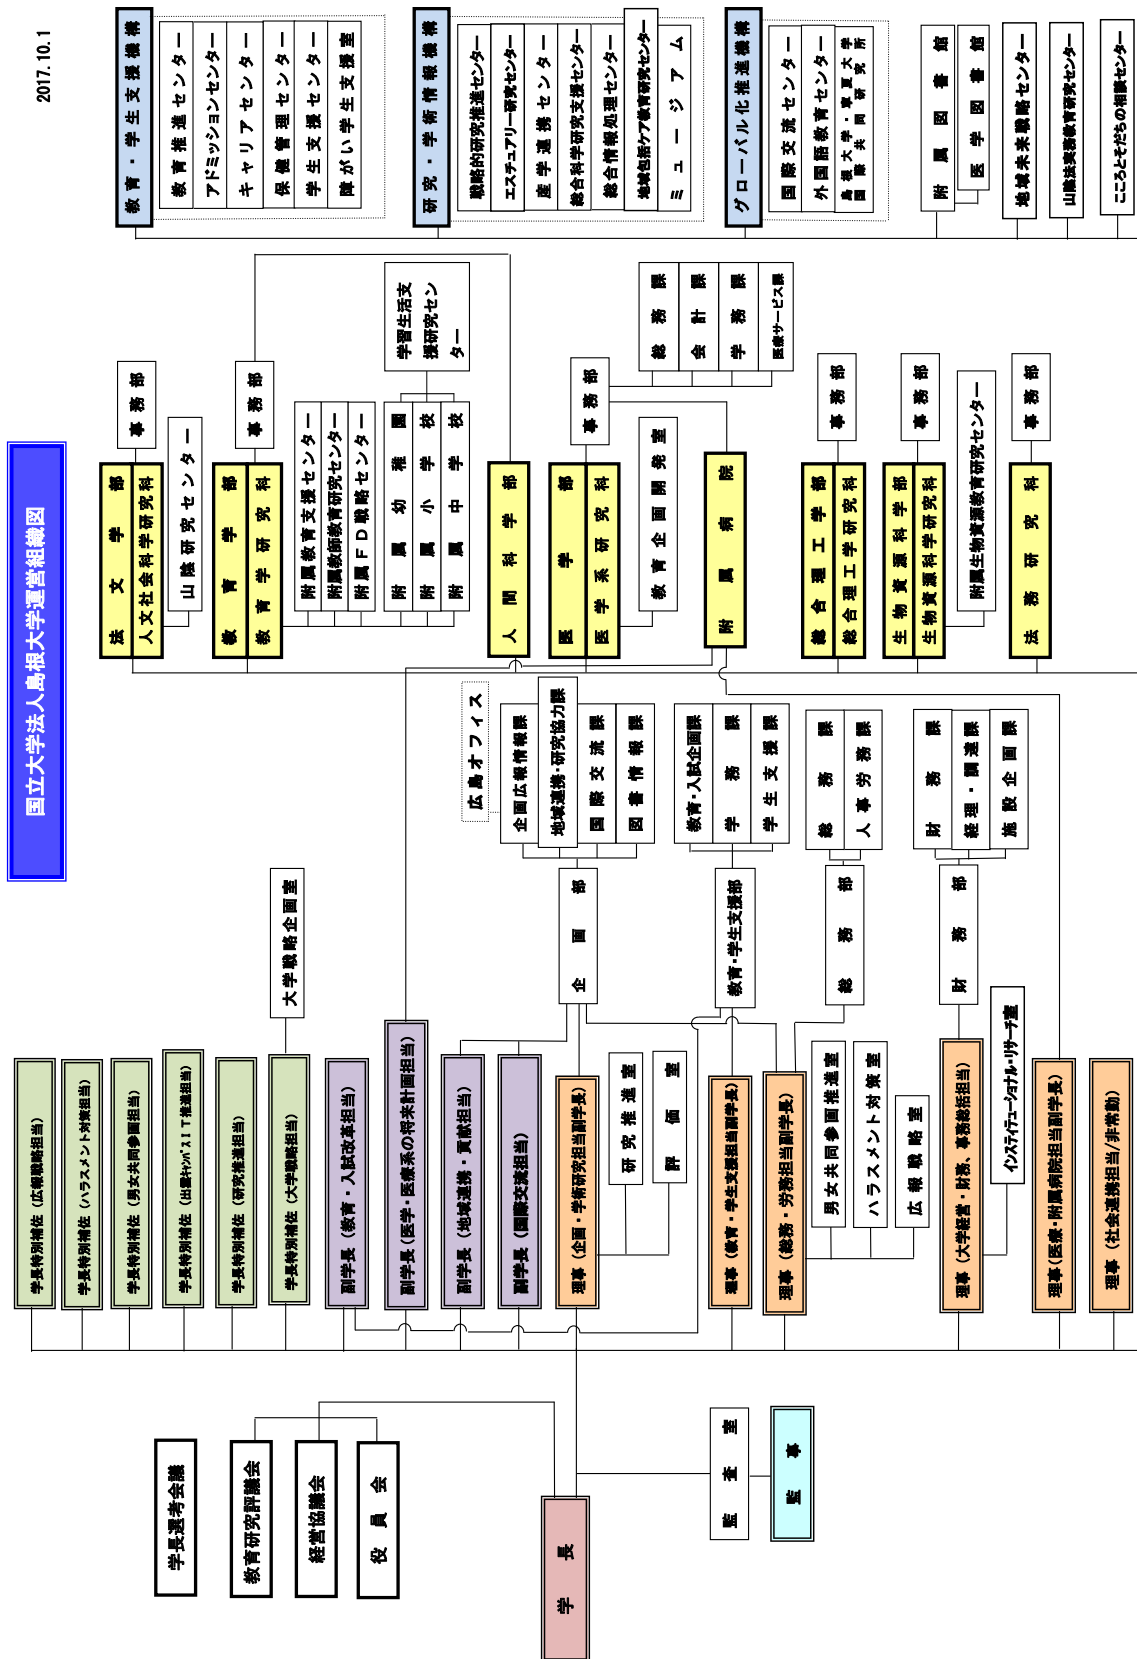 国立大学法人島根大学運営組織図
2017.10.1
学長選考会議
教育研究評議会
経営協議会
役員会
学長
監査室
監事
学長特別補佐（広報戦略担当）
学長特別補佐（ハラスメント対策担当）
学長特別補佐（男女共同参画担当）
学長特別補佐（出雲ｷｬﾝﾊﾟｽＩＴ推進担当）
学長特別補佐（研究推進担当）
学長特別補佐（大学戦略担当）
大学戦略企画室
副学長（教育・入試改革担当）
副学長（医学・医療系の将来計画担当）
副学長（地域連携・貢献担当）
副学長（国際交流担当）
理事（企画・学術研究担当副学長）
研究推進室
評価室
理事（教育・学生支援担当副学長）
理事（総務・労務担当副学長）
男女共同参画推進室
ハラスメント対策室
広報戦略室
理事（大学経営・財務、事務総括担当）
インスティテューショナル・リサーチ室
理事（医療・附属病院担当副学長）
理事（社会連携担当/非常勤）
企画部
広島オフィス
企画広報情報課
地域連携・研究協力課
国際交流課
図書情報課
教育・学生支援部
教育・入試企画課
学務課
学生支援課
総務部
総務課
人事労務課
財務部
財務課
経理・調達課
施設企画課
法文学部
人文社会科学研究科
事務部
山陰研究センター
教育学部
教育学研究科
事務部
附属教育支援センター
附属教師教育研究センター
附属ＦＤ戦略センター
附属幼稚園
附属小学校
附属中学校
学習生活支
援研究セン
ター
人間科学部
医学部
医学系研究科
事務部
教育企画開発室
総務課
会計課
学務課
医療サービス課
附属病院
総合理工学部
総合理工学研究科
事務部
生物資源科学部
生物資源科学研究科
事務部
附属生物資源教育研究センター
法務研究科
事務部
教育・学生支援機構
教育推進センター
アドミッションセンター
キャリアセンター
保健管理センター
学生支援センター
障がい学生支援室
研究・学術情報機構
戦略的研究推進センター
エスチュアリー研究センター
産学連携センター
総合科学研究支援センター
総合情報処理センター
地域包括ケア教育研究センター
ミュージアム
グローバル化推進機構
国際交流センター
外国語教育センター
島根大学・寧夏大学
国際共同研究所
附属図書館
医学図書館
地域未来戦略センター
山陰法実務教育研究センター
こころとそだちの相談センター